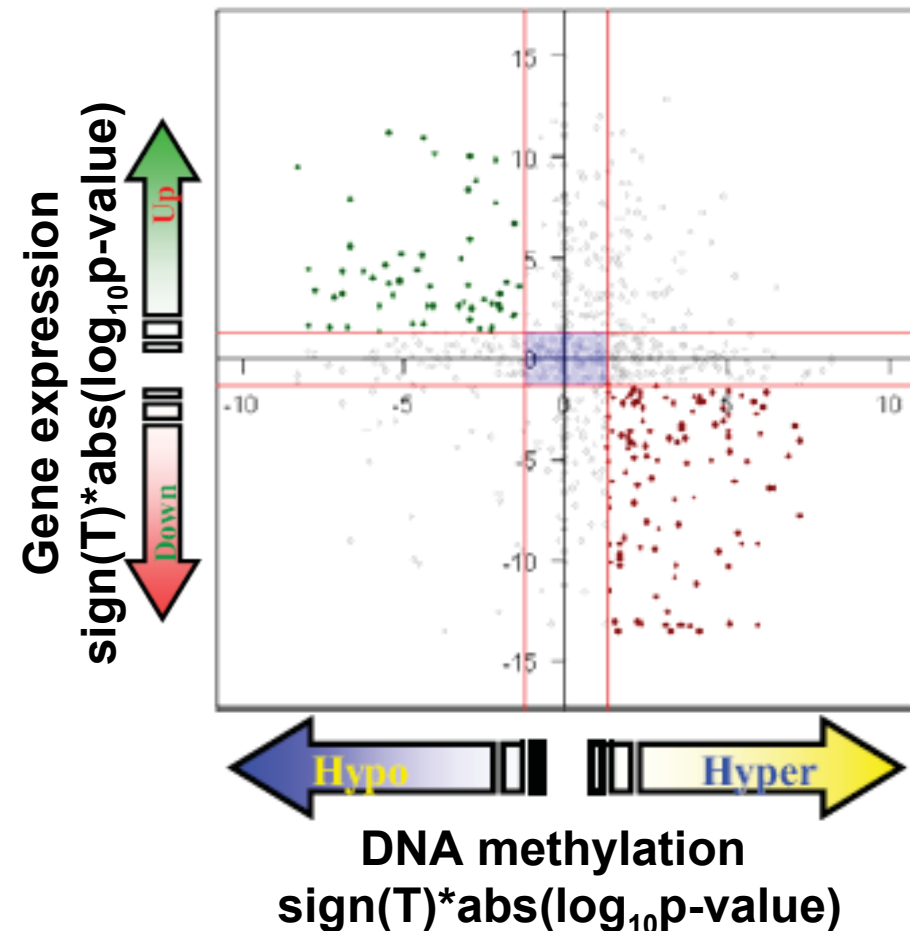 Gene expression
sign(T)*abs(log₁₀p-value)
Up
Down
15
10
5
0
-10
-5
0
5
10
-5
-10
-15
Hypo
Hyper
DNA methylation
sign(T)*abs(log₁₀p-value)